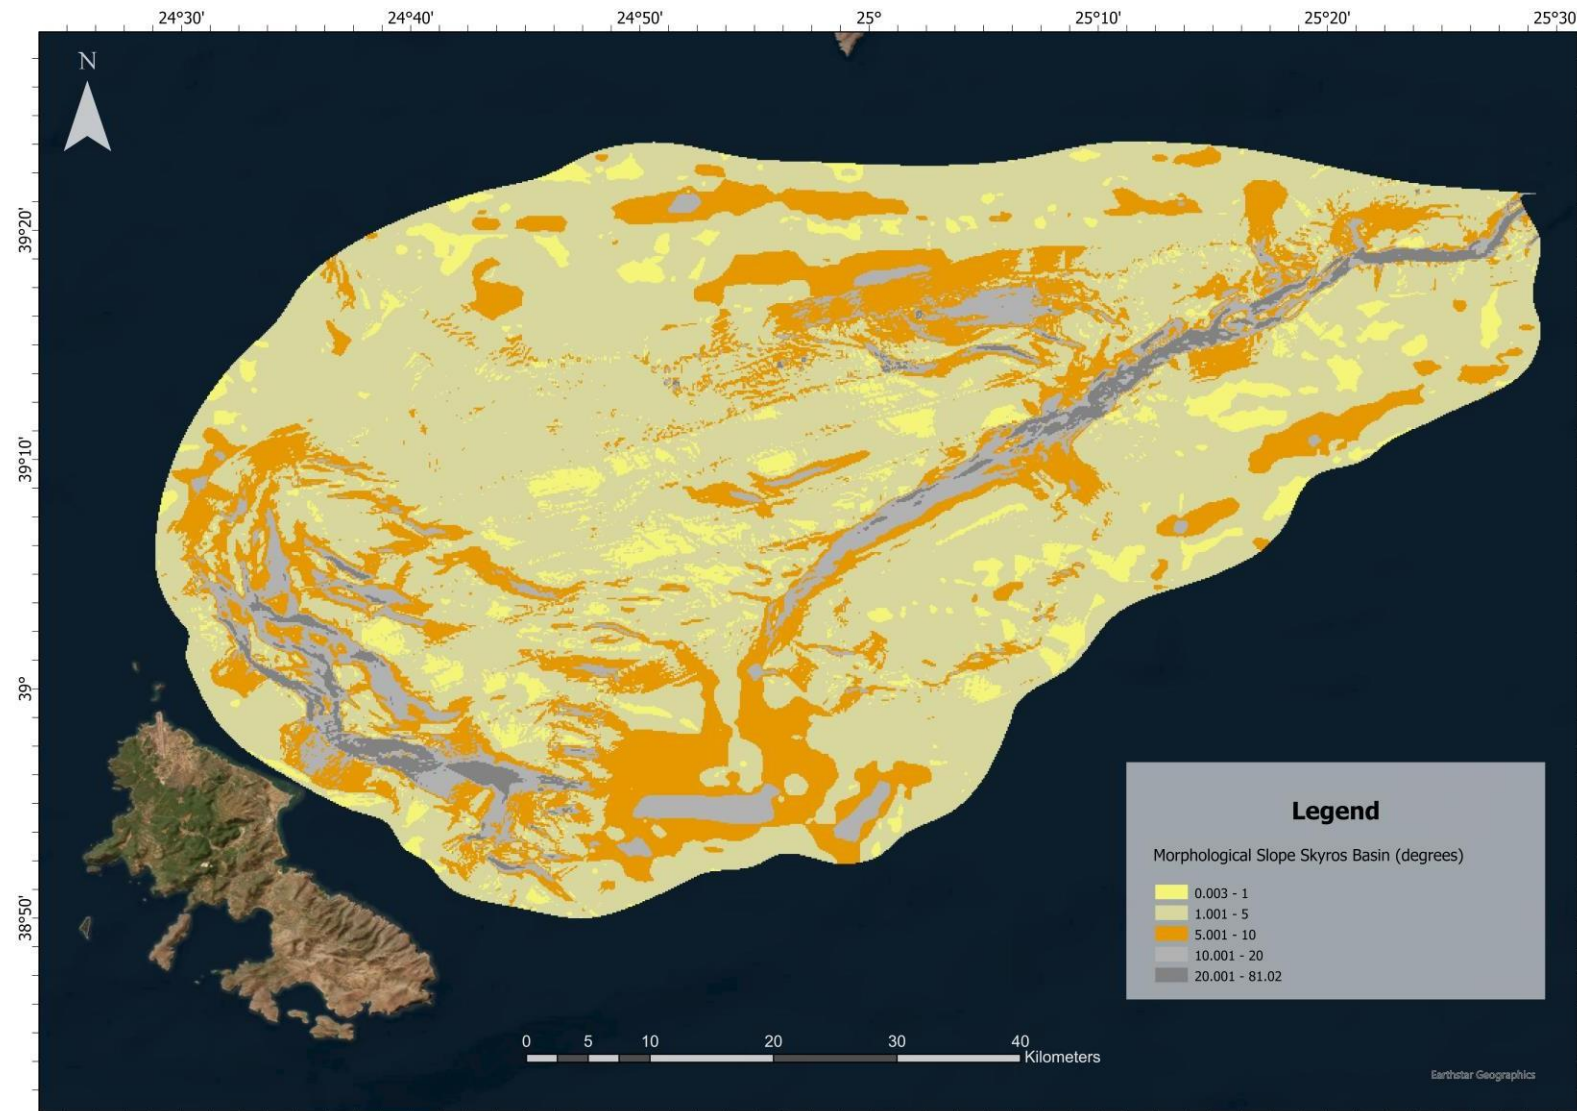 24°30' 24°40' 24°50' 25° 25°10' 25°20' 25°30'
N
39°20'
39°10'
39°
38°50'
Legend
Morphological Slope Skyros Basin (degrees)
0.003 - 1
1.001 - 5
5.001 - 10
10.001 - 20
20.001 - 81.02
0 5 10 20 30 40
Kilometers
Earthstar Geographics